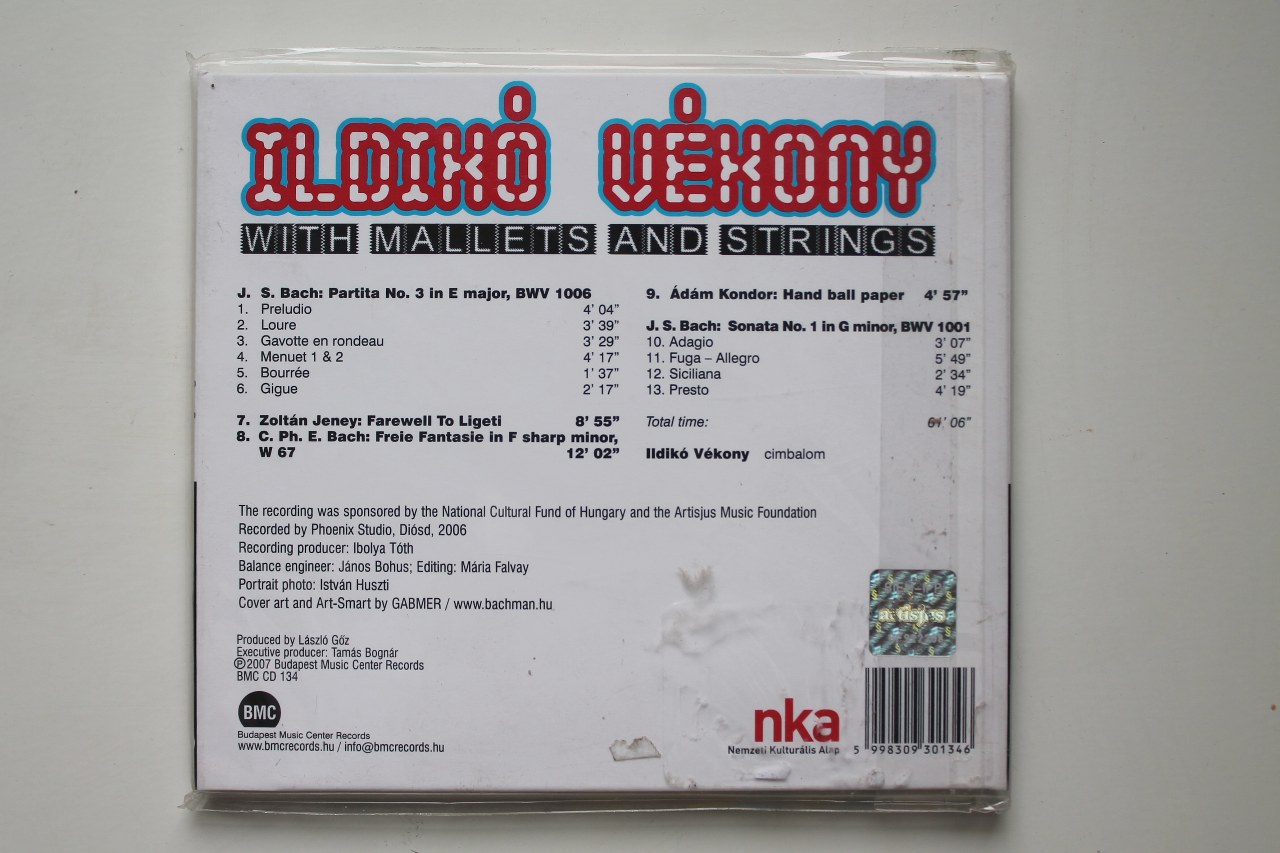 ILDIKÓ VÉKONY
WITH MALLETS AND STRINGS
J. S. Bach: Partita No. 3 in E major, BWV 1006
1. Preludio 4’ 04”
2. Loure 3’ 39”
3. Gavotte en rondeau 3’ 29”
4. Menuet 1 & 2 4’ 17”
5. Bourrée 1’ 37”
6. Gigue 2’ 17”
7. Zoltán Jeney: Farewell To Ligeti 8’ 55”
8. C. Ph. E. Bach: Freie Fantasie in F sharp minor,
W 67 12’ 02”
9. Ádám Kondor: Hand ball paper 4’ 57”
J. S. Bach: Sonata No. 1 in G minor, BWV 1001
10. Adagio 3’ 07”
11. Fuga – Allegro 5’ 49”
12. Siciliana 2’ 34”
13. Presto 4’ 19”
Total time: 61’ 06”
Ildikó Vékony cimbalom
The recording was sponsored by the National Cultural Fund of Hungary and the Artisjus Music Foundation
Recorded by Phoenix Studio, Diósd, 2006
Recording producer: Ibolya Tóth
Balance engineer: János Bohus; Editing: Mária Falvay
Portrait photo: István Huszti
Cover art and Art-Smart by GABMER / www.bachman.hu
Produced by László Gőz
Executive producer: Tamás Bognár
℗2007 Budapest Music Center Records
BMC CD 134
BMC
Budapest Music Center Records
www.bmcrecords.hu / info@bmcrecords.hu
nka
Nemzeti Kulturális Alap
artisjus
5 998309 301346